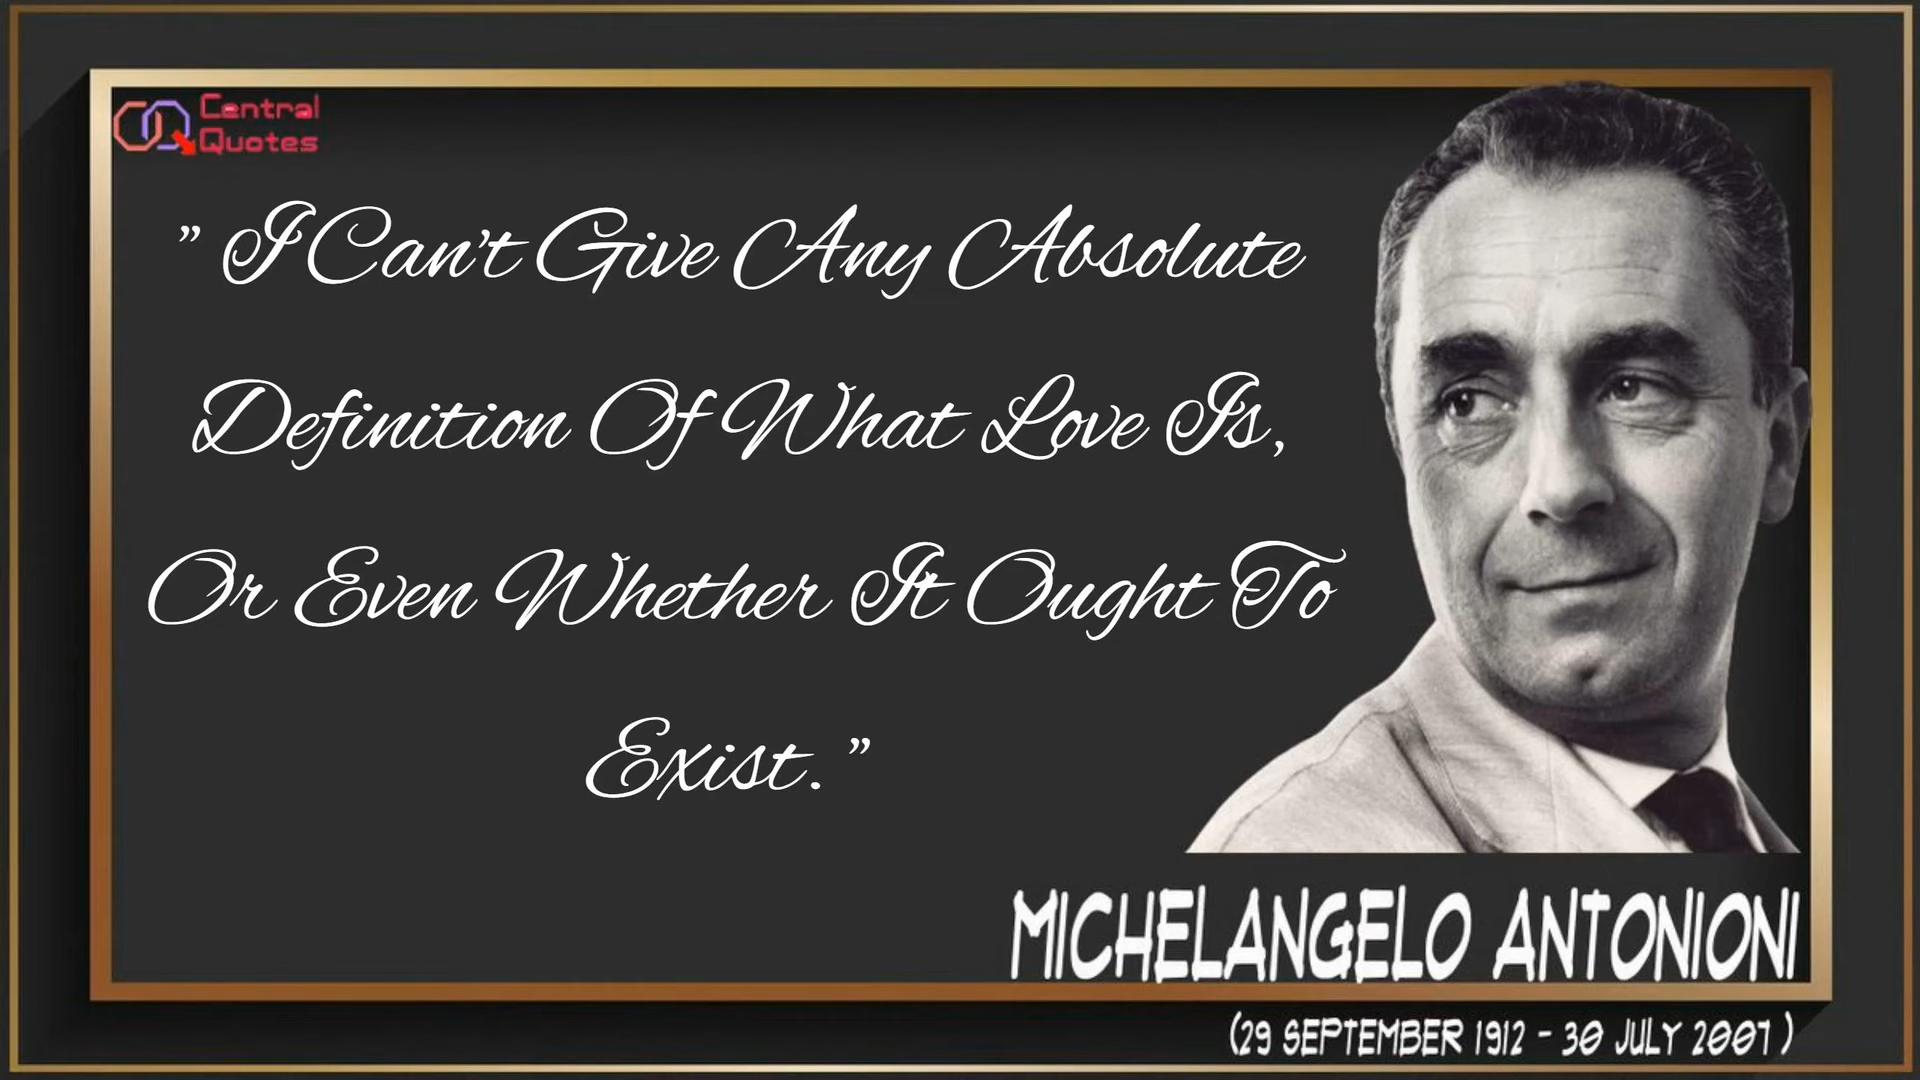 Central
Quotes
” I Can't Give Any Absolute
Definition Of What Love Is,
Or Even Whether It Ought To
Exist. ”
MICHELANGELO ANTONIONI
(29 SEPTEMBER 1912 - 30 JULY 2007 )